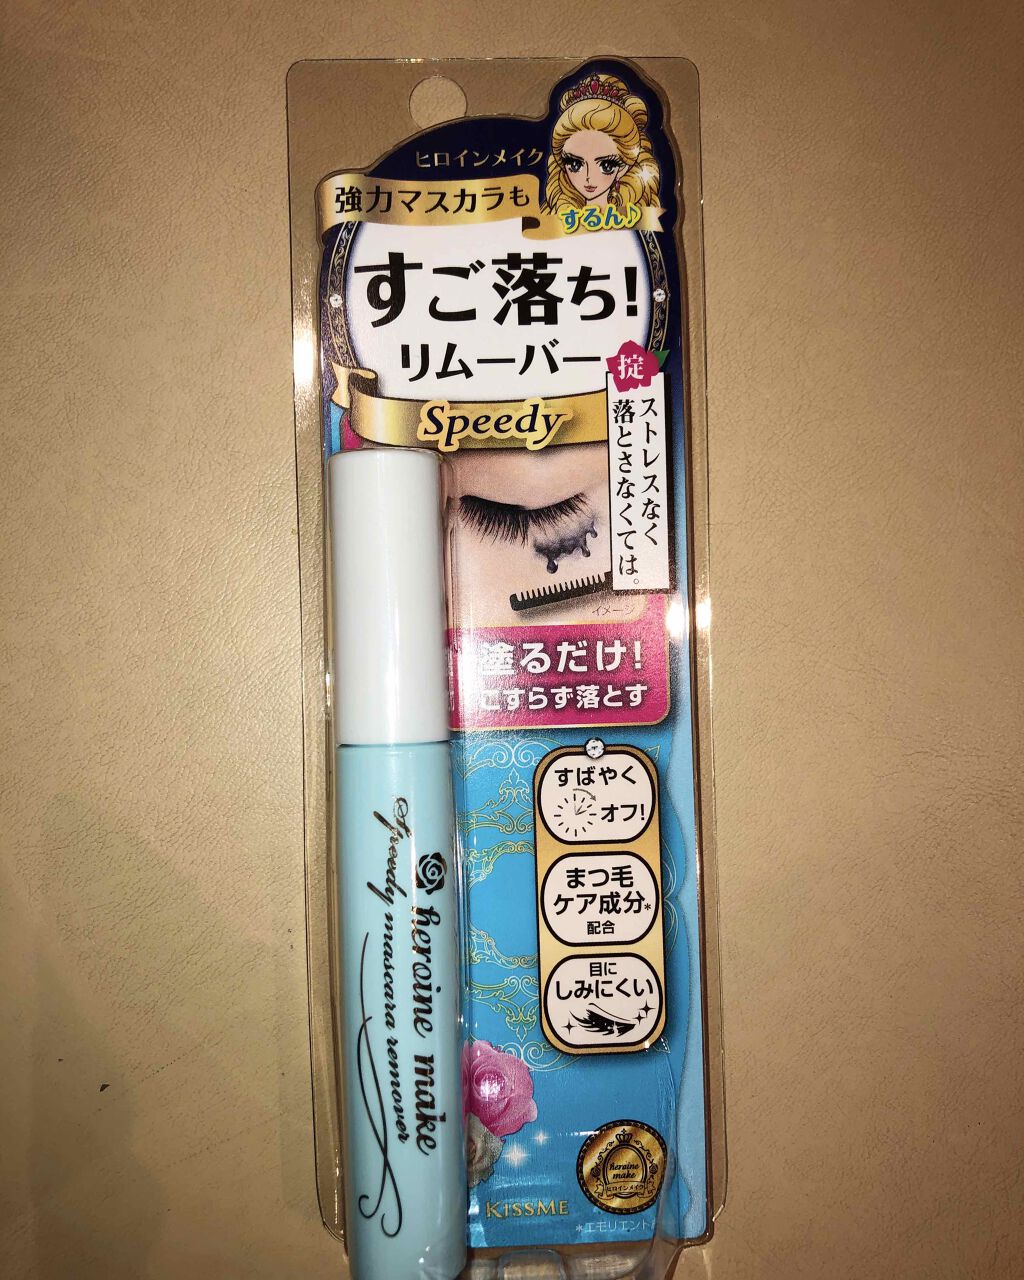 ヒロインメイク
強力マスカラも
するん♪
すご落ち!
リムーバー
Speedy
掟
ストレスなく
落とさなくては。
イメージ
塗るだけ!
こすらず落とす
すばやく
オフ!
まつ毛
ケア成分*
配合
目に
しみにくい
heroine make
Speedy mascara remover
heroine
make
ヒロインメイク
KISSME
*エモリエント